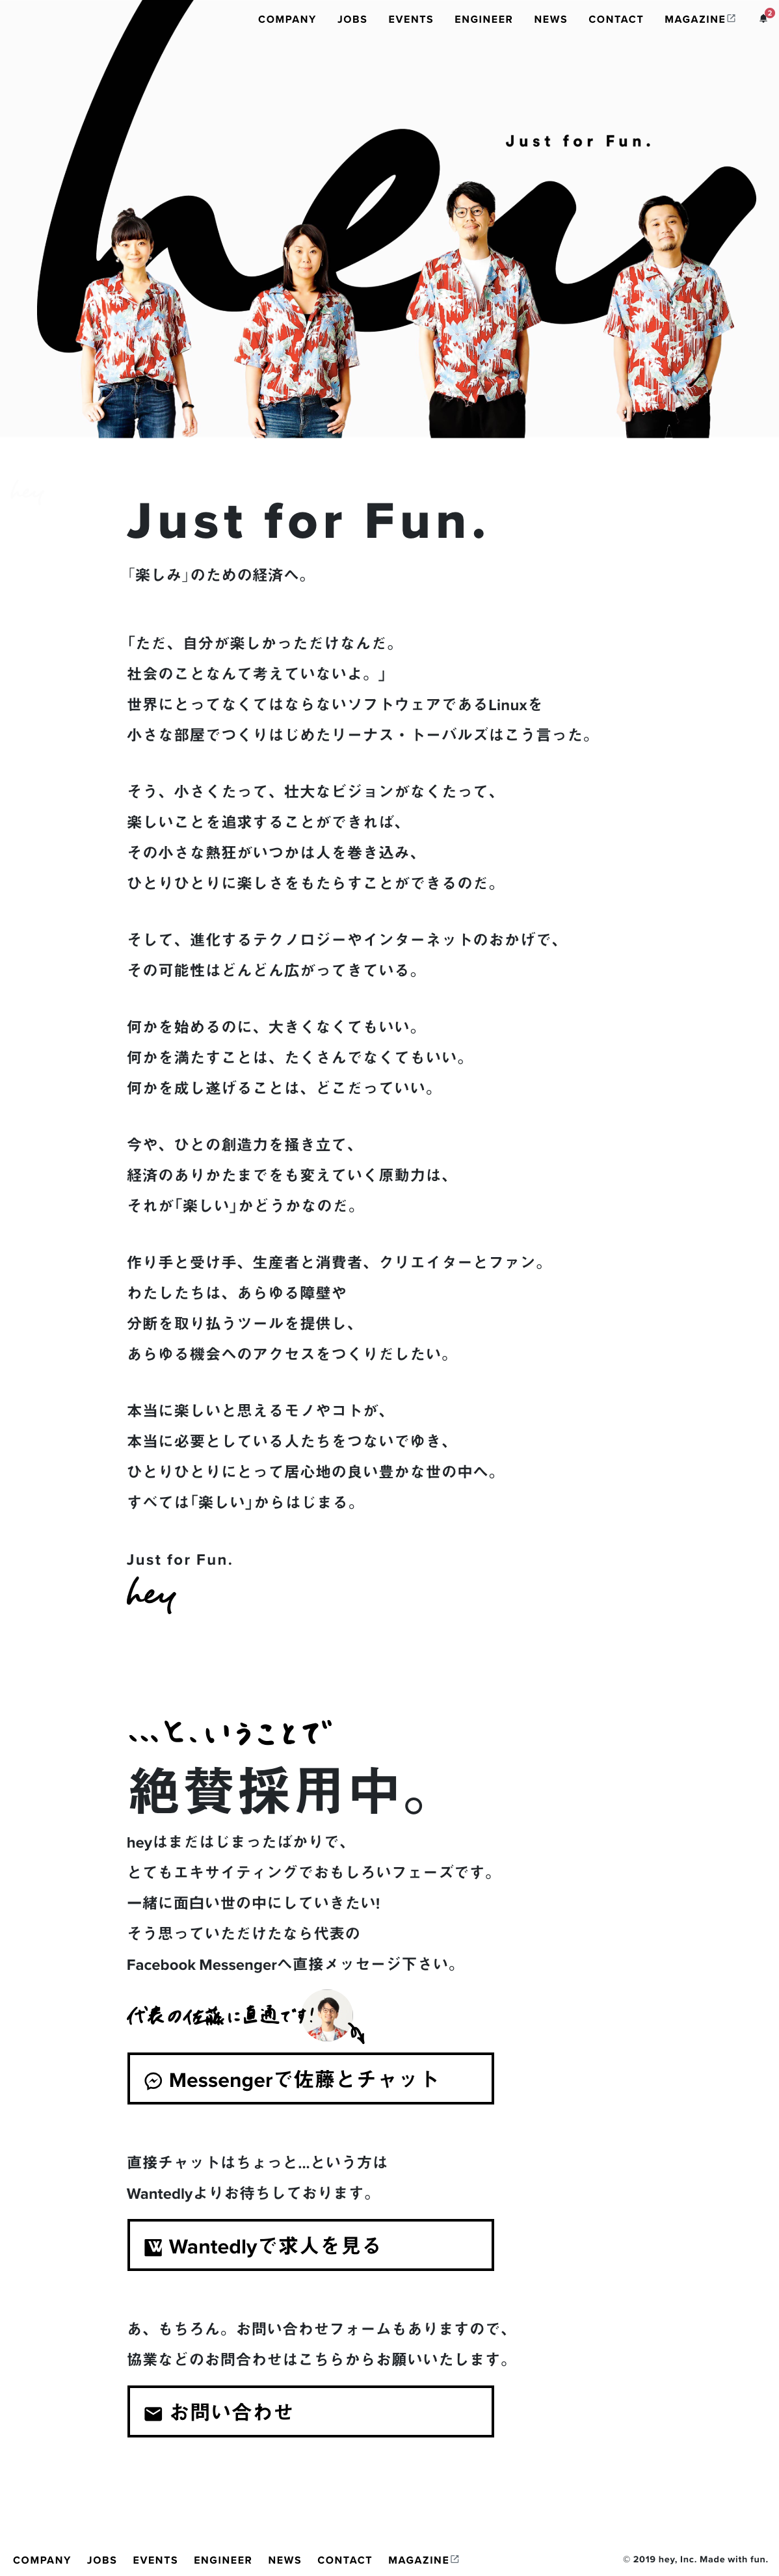 COMPANY JOBS EVENTS ENGINEER NEWS CONTACT MAGAZINE 2
hey
Just for Fun.
Just for Fun.
「楽しみ」のための経済へ。
「ただ、自分が楽しかっただけなんだ。
社会のことなんて考えていないよ。」
世界にとってなくてはならないソフトウェアであるLinuxを
小さな部屋でつくりはじめたリーナス・トーバルズはこう言った。
そう、小さくたって、壮大なビジョンがなくたって、
楽しいことを追求することができれば、
その小さな熱狂がいつかは人を巻き込み、
ひとりひとりに楽しさをもたらすことができるのだ。
そして、進化するテクノロジーやインターネットのおかげで、
その可能性はどんどん広がってきている。
何かを始めるのに、大きくなくてもいい。
何かを満たすことは、たくさんでなくてもいい。
何かを成し遂げることは、どこだっていい。
今や、ひとの創造力を掻き立て、
経済のありかたまでをも変えていく原動力は、
それが「楽しい」かどうかなのだ。
作り手と受け手、生産者と消費者、クリエイターとファン。
わたしたちは、あらゆる障壁や
分断を取り払うツールを提供し、
あらゆる機会へのアクセスをつくりだしたい。
本当に楽しいと思えるモノやコトが、
本当に必要としている人たちをつないでゆき、
ひとりひとりにとって居心地の良い豊かな世の中へ。
すべては「楽しい」からはじまる。
Just for Fun.
hey
...と、いうことで
絶賛採用中。
heyはまだはじまったばかりで、
とてもエキサイティングでおもしろいフェーズです。
一緒に面白い世の中にしていきたい!
そう思っていただけたなら代表の
Facebook Messengerへ直接メッセージ下さい。
代表の佐藤に直通です!
Messengerで佐藤とチャット
直接チャットはちょっと...という方は
Wantedlyよりお待ちしております。
Wantedlyで求人を見る
あ、もちろん。お問い合わせフォームもありますので、
協業などのお問合わせはこちらからお願いいたします。
お問い合わせ
COMPANY JOBS EVENTS ENGINEER NEWS CONTACT MAGAZINE
© 2019 hey, Inc. Made with fun.